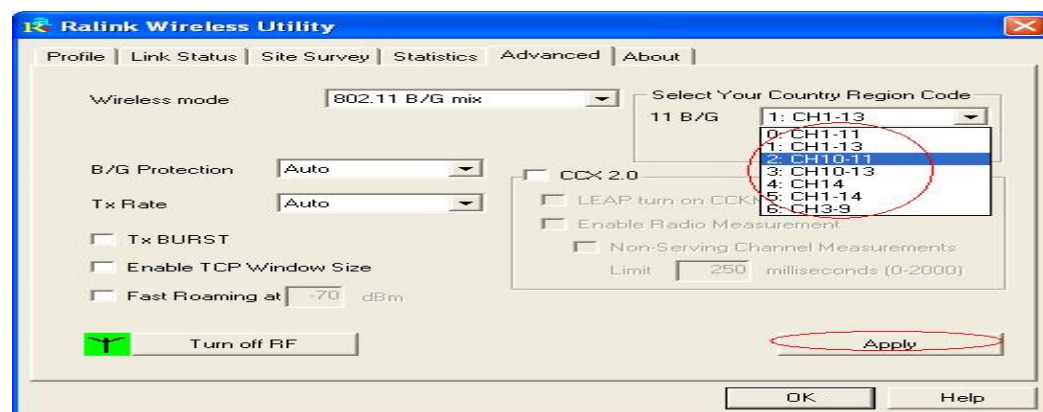 Ralink Wireless Utility
Profile Link Status Site Survey Statistics Advanced About
Wireless mode 802.11 B/G mix
Select Your Country Region Code
11 B/G 1: CH1-13
0: CH1-11
1: CH1-13
2: CH10-11
3: CH10-13
4: CH14
5: CH1-14
6: CH3-9
B/G Protection Auto
Tx Rate Auto
Tx BURST
Enable TCP Window Size
Fast Roaming at -70 dBm
CCX 2.0
LEAP turn on
Enable Radio Measurement
Non-Serving Channel Measurements
Limit 250 milliseconds (0-2000)
Turn off RF
Apply
OK Help